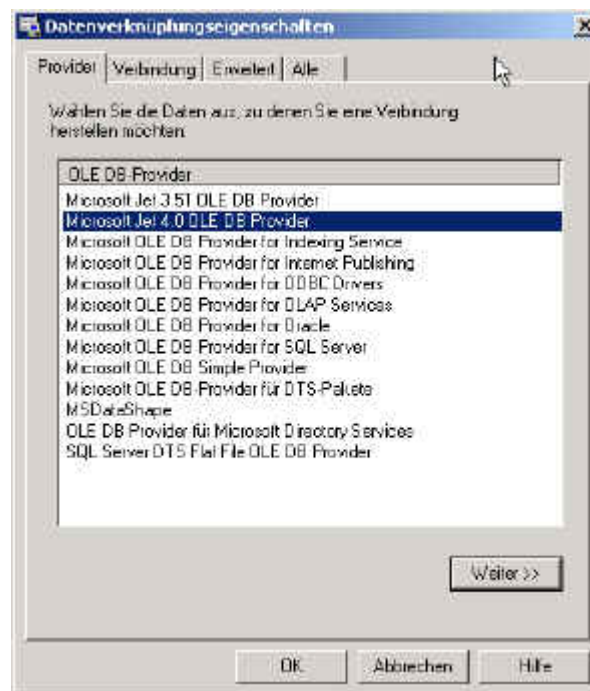 Datenverknüpfungseigenschaften
Provider Verbindung Erweitert Alle
Wählen Sie die Daten aus, zu denen Sie eine Verbindung
herstellen möchten:
OLE DB-Provider
Microsoft Jet 3.51 OLE DB Provider
Microsoft Jet 4.0 OLE DB Provider
Microsoft OLE DB Provider for Indexing Service
Microsoft OLE DB Provider for Internet Publishing
Microsoft OLE DB Provider for ODBC Drivers
Microsoft OLE DB Provider for OLAP Services
Microsoft OLE DB Provider for Oracle
Microsoft OLE DB Provider for SQL Server
Microsoft OLE DB Simple Provider
Microsoft OLE DB-Provider für DTS-Pakete
MSDataShape
OLE DB Provider für Microsoft Directory Services
SQL Server DTS Flat File OLE DB Provider
Weiter >>
OK Abbrechen Hilfe